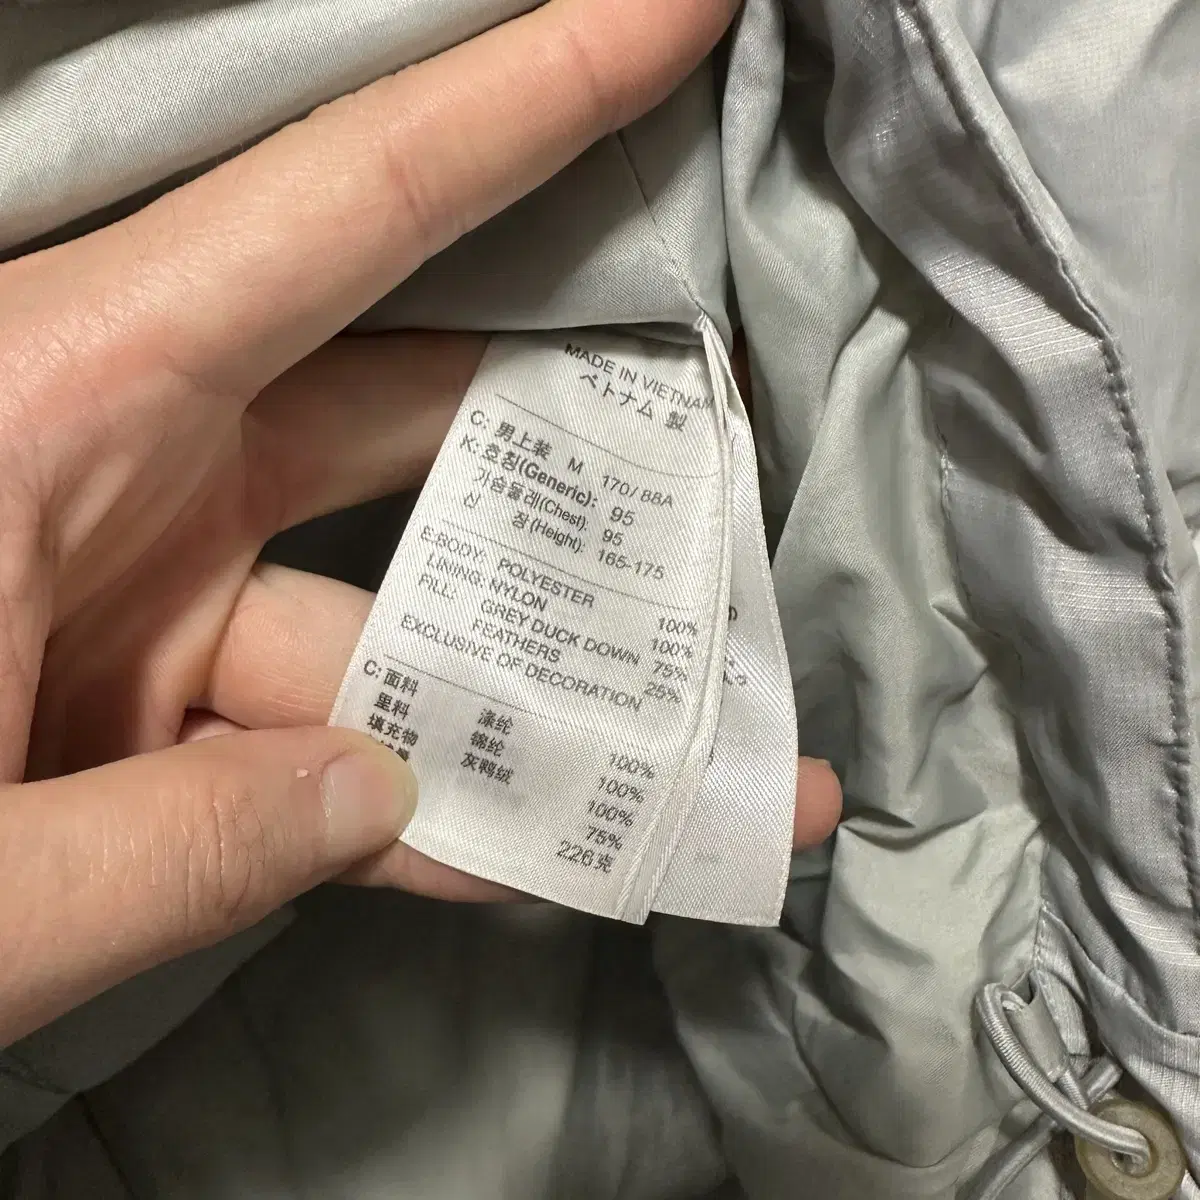 MADE IN VIETNAM
ベトナム 製
C: 男上装 M 170/88A
K: 호칭(Generic): 95
가슴둘레(Chest): 95
신 장(Height): 165-175
E.BODY: POLYESTER 100%
LINING: NYLON 100%
FILL: GREY DUCK DOWN 75%
FEATHERS 25%
EXCLUSIVE OF DECORATION
C: 面料 涤纶 100%
里料 锦纶 100%
填充物 灰鸭绒 100%
75%
226克